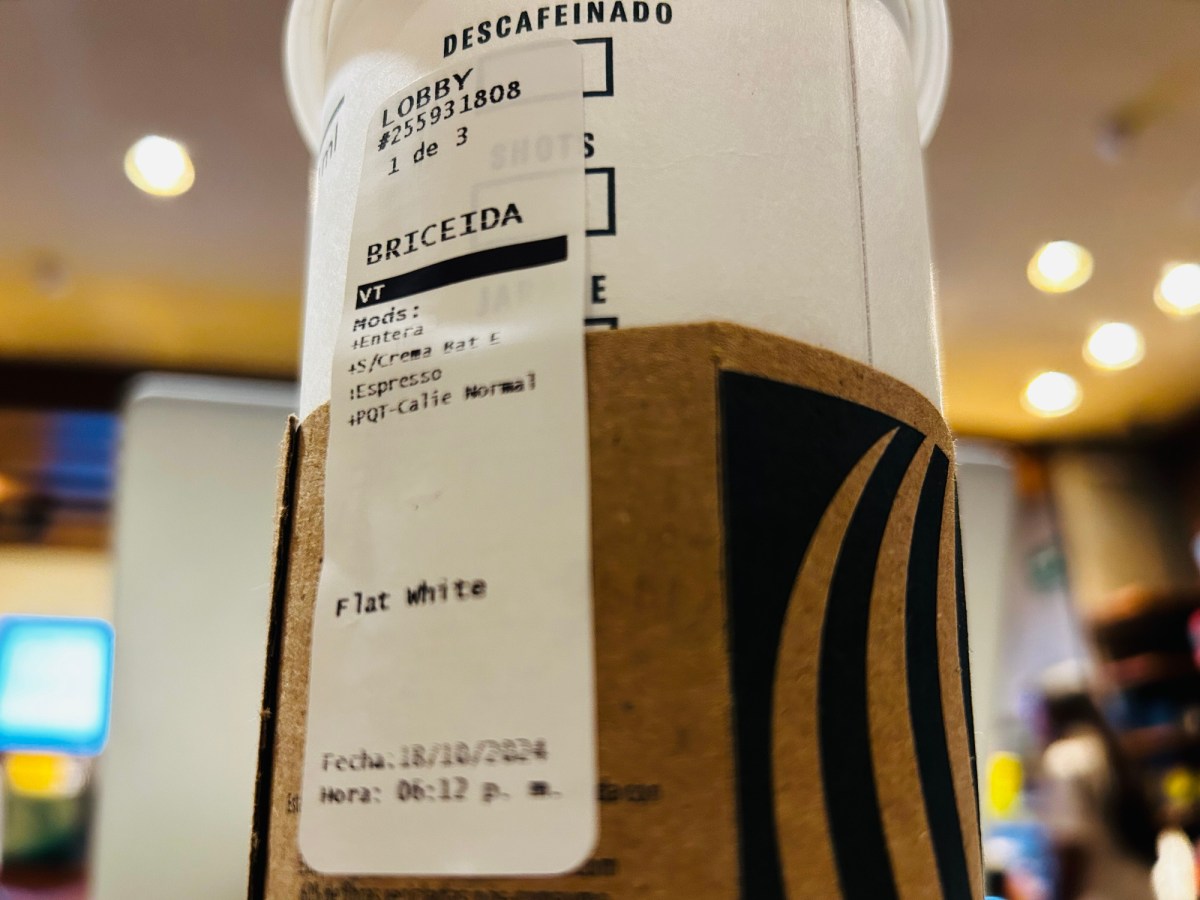 DESCAFEINADO
LOBBY
#255931808
1 de 3
SHOTS
BRICEIDA
VT
Mods:
+Entera
+S/Crema Bat E
:Espresso
+PQT-Calie Normal
Flat White
Fecha:18/10/2024
Hora: 06:12 p. m.